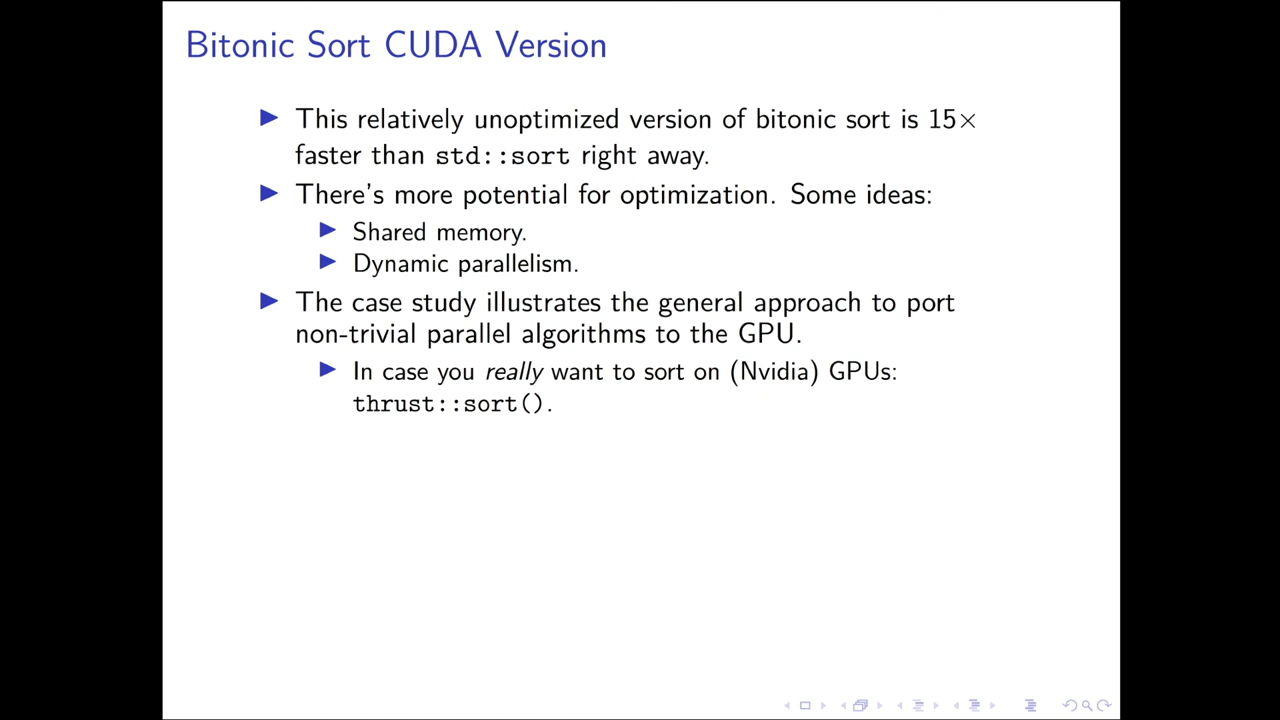 Bitonic Sort CUDA Version
This relatively unoptimized version of bitonic sort is 15×
faster than std::sort right away.
There's more potential for optimization. Some ideas:
Shared memory.
Dynamic parallelism.
The case study illustrates the general approach to port
non-trivial parallel algorithms to the GPU.
In case you really want to sort on (Nvidia) GPUs:
thrust::sort().